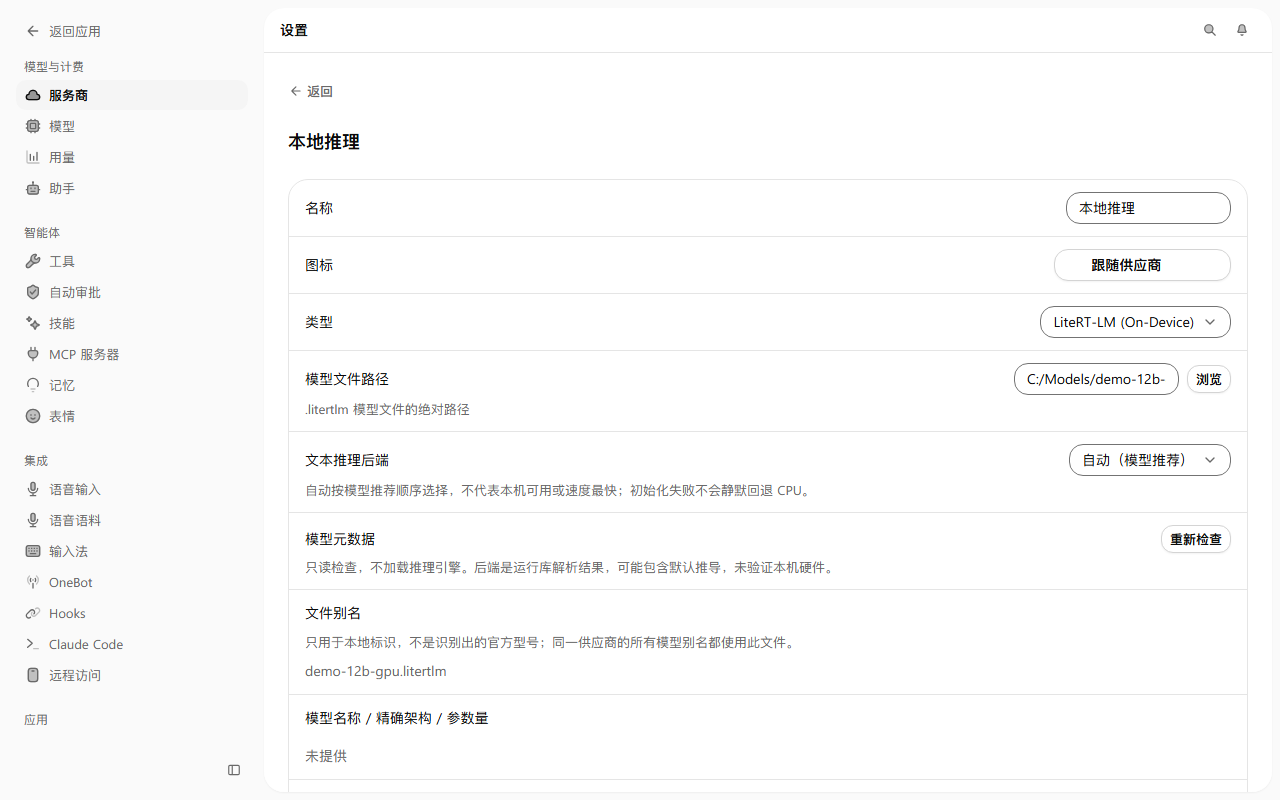 返回应用
模型与计费
服务商
模型
用量
助手
智能体
工具
自动审批
技能
MCP 服务器
记忆
表情
集成
语音输入
语音语料
输入法
OneBot
Hooks
Claude Code
远程访问
应用
设置
返回
本地推理
名称
本地推理
图标
跟随供应商
类型
LiteRT-LM (On-Device)
模型文件路径
C:/Models/demo-12b-
浏览
.litertlm 模型文件的绝对路径
文本推理后端
自动（模型推荐）
自动按模型推荐顺序选择，不代表本机可用或速度最快；初始化失败不会静默回退 CPU。
模型元数据
重新检查
只读检查，不加载推理引擎。后端是运行库解析结果，可能包含默认推导，未验证本机硬件。
文件别名
只用于本地标识，不是识别出的官方型号；同一供应商的所有模型别名都使用此文件。
demo-12b-gpu.litertlm
模型名称 / 精确架构 / 参数量
未提供